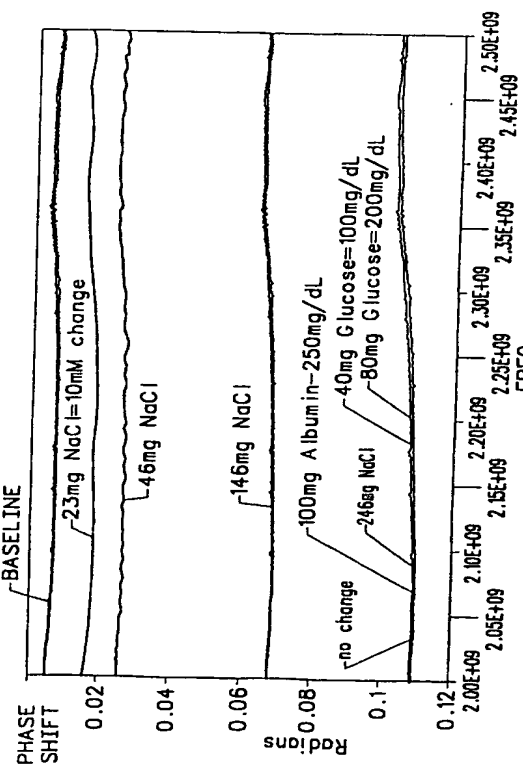 PHASE
SHIFT
BASELINE
23mg NaCl=10mM change
46mg NaCl
146mg NaCl
100mg Albumin-250mg/dL
40mg Glucose=100mg/dL
80mg Glucose=200mg/dL
246mg NaCl
no change
Radians
0.02
0.04
0.06
0.08
0.1
0.12
2.00E+09
2.05E+09
2.10E+09
2.15E+09
2.20E+09
2.25E+09
2.30E+09
2.35E+09
2.40E+09
2.45E+09
2.50E+09